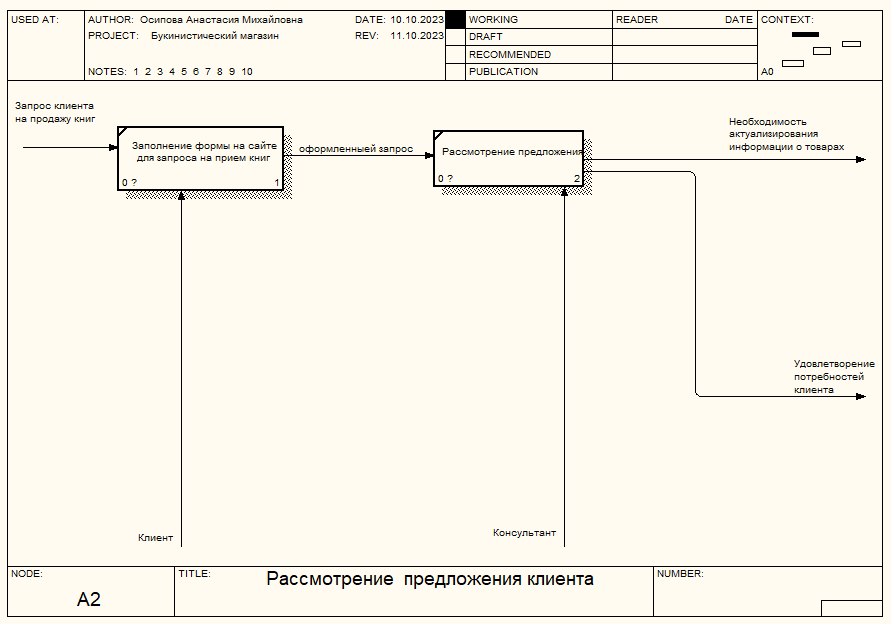 USED AT:
AUTHOR: Осипова Анастасия Михайловна
DATE: 10.10.2023
WORKING
READER
DATE
CONTEXT:
PROJECT: Букинистический магазин
REV: 11.10.2023
DRAFT
RECOMMENDED
NOTES: 1 2 3 4 5 6 7 8 9 10
PUBLICATION
A0
Запрос клиента
на продажу книг
Заполнение формы на сайте
для запроса на прием книг
0 ?
1
оформленныей запрос
Рассмотрение предложения
0 ?
2
Необходимость
актуализирования
информации о товарах
Удовлетворение
потребностей
клиента
Клиент
Консультант
NODE:
A2
TITLE:
Рассмотрение предложения клиента
NUMBER: